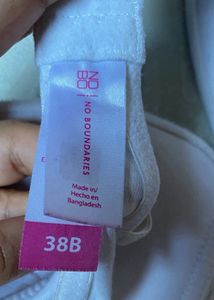 NO
BO
NO BOUNDARIES
Made in/
Hecho en
Bangladesh
38B